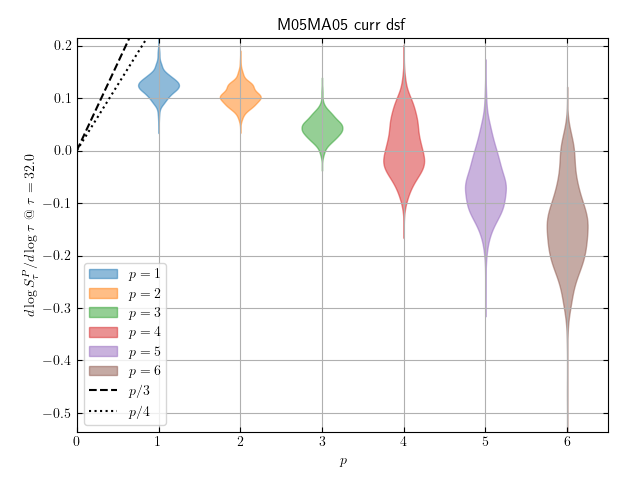 M05MA05 curr dsf
d log S_τ^P / d log τ @ τ = 32.0
0.2
0.1
0.0
−0.1
−0.2
−0.3
−0.4
−0.5
p = 1
p = 2
p = 3
p = 4
p = 5
p = 6
p/3
p/4
0 1 2 3 4 5 6
p